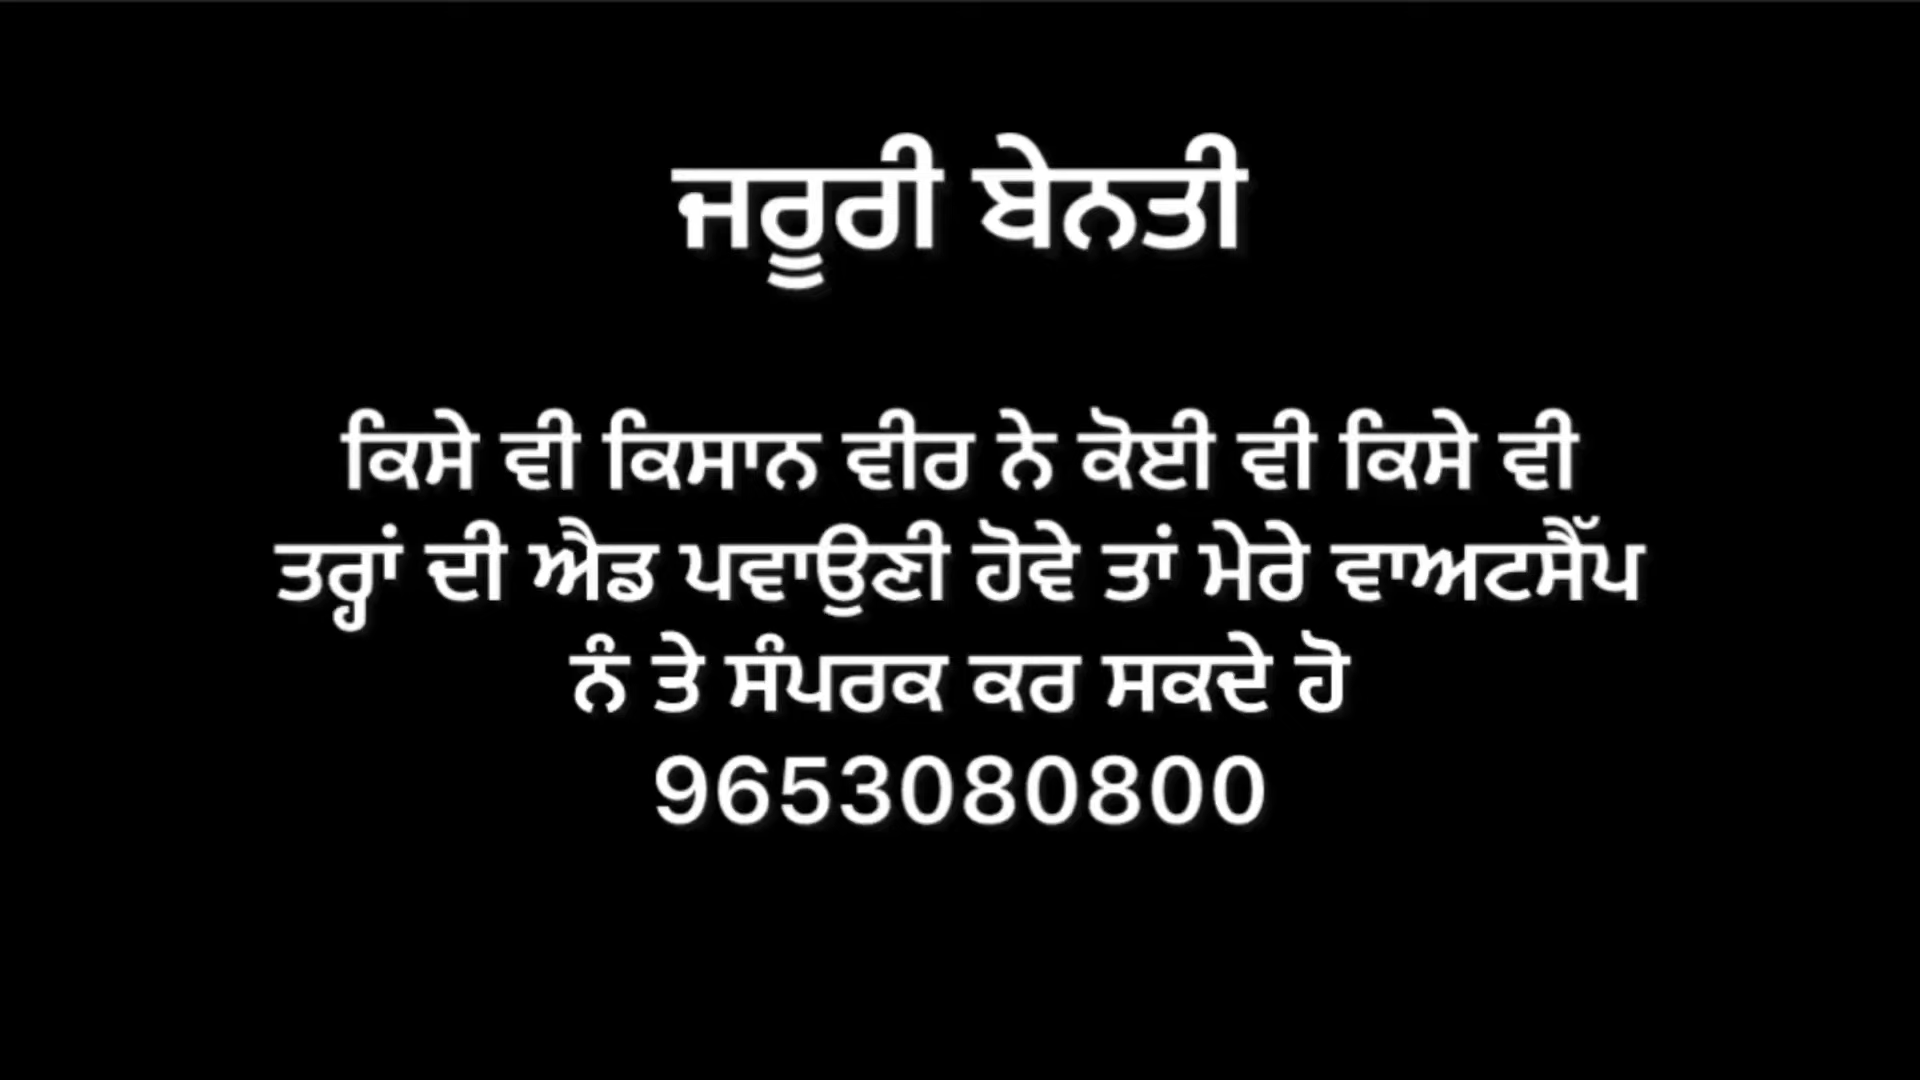 ਜਰੂਰੀ ਬੇਨਤੀ
ਕਿਸੇ ਵੀ ਕਿਸਾਨ ਵੀਰ ਨੇ ਕੋਈ ਵੀ ਕਿਸੇ ਵੀ
ਤਰ੍ਹਾਂ ਦੀ ਐਡ ਪਵਾਉਣੀ ਹੋਵੇ ਤਾਂ ਮੇਰੇ ਵਾਅਟਸੈੱਪ
ਨੰ ਤੇ ਸੰਪਰਕ ਕਰ ਸਕਦੇ ਹੋ
9653080800